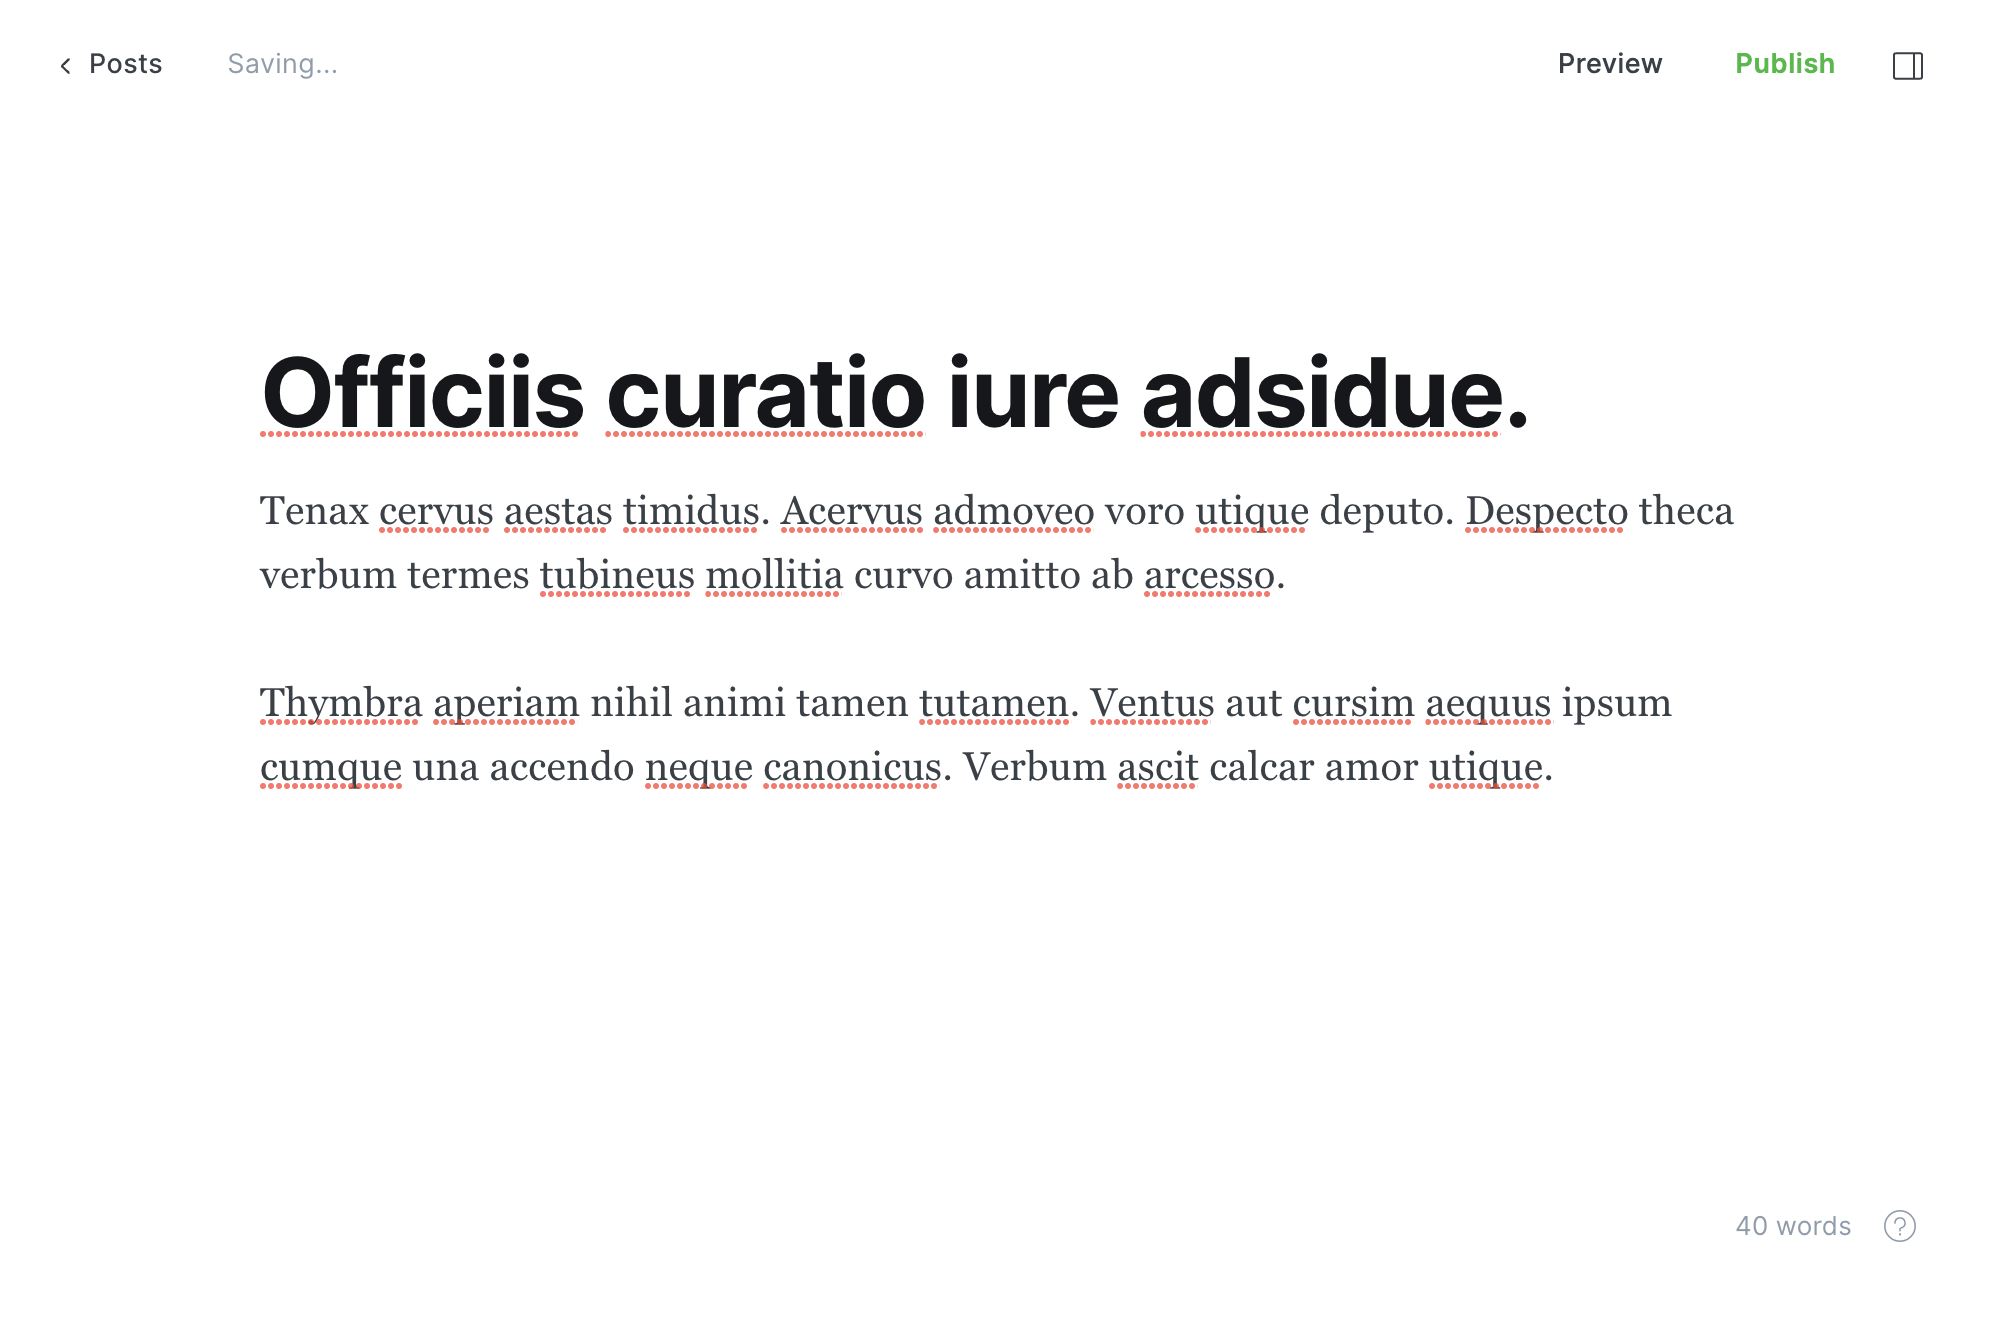 Posts Saving... Preview Publish
Officiis curatio iure adsidue.
Tenax cervus aestas timidus. Acervus admoveo voro utique deputo. Despecto theca
verbum termes tubineus mollitia curvo amitto ab arcesso.
Thymbra aperiam nihil animi tamen tutamen. Ventus aut cursim aequus ipsum
cumque una accendo neque canonicus. Verbum ascit calcar amor utique.
40 words ?